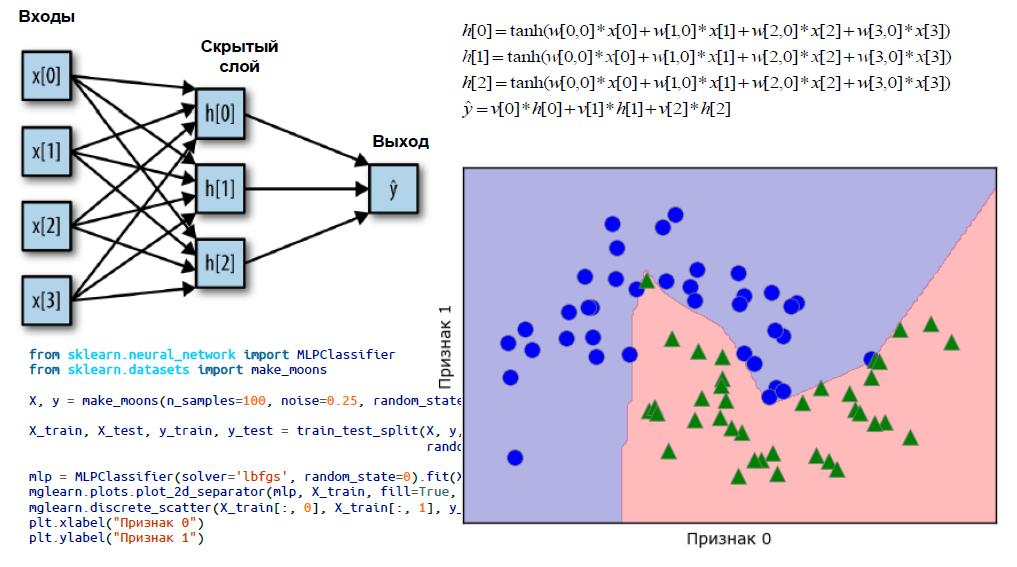 Входы
Скрытый
слой
Выход
x[0]
x[1]
x[2]
x[3]
h[0]
h[1]
h[2]
ŷ
h[0] = tanh(w[0,0]* x[0]+ w[1,0]* x[1]+ w[2,0]* x[2]+ w[3,0]* x[3])
h[1] = tanh(w[0,0]* x[0]+ w[1,0]* x[1]+ w[2,0]* x[2]+ w[3,0]* x[3])
h[2] = tanh(w[0,0]* x[0]+ w[1,0]* x[1]+ w[2,0]* x[2]+ w[3,0]* x[3])
ŷ = v[0]* h[0]+ v[1]* h[1]+ v[2]* h[2]
from sklearn.neural_network import MLPClassifier
from sklearn.datasets import make_moons
X, y = make_moons(n_samples=100, noise=0.25, random_state
X_train, X_test, y_train, y_test = train_test_split(X, y,
rando
mlp = MLPClassifier(solver='lbfgs', random_state=0).fit(X
mglearn.plots.plot_2d_separator(mlp, X_train, fill=True,
mglearn.discrete_scatter(X_train[:, 0], X_train[:, 1], y_
plt.xlabel("Признак 0")
plt.ylabel("Признак 1")
Признак 1
Признак 0